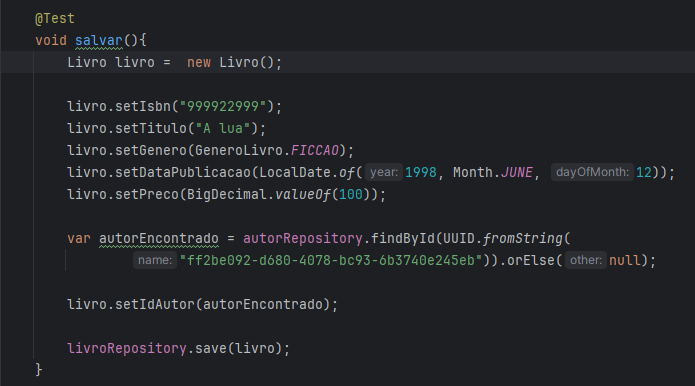 @Test
void salvar(){
Livro livro =  new Livro();
livro.setIsbn("999922999");
livro.setTitulo("A lua");
livro.setGenero(GeneroLivro.FICCAO);
livro.setDataPublicacao(LocalDate.of( year: 1998, Month.JUNE, dayOfMonth: 12));
livro.setPreco(BigDecimal.valueOf(100));
var autorEncontrado = autorRepository.findById(UUID.fromString(
name: "ff2be092-d680-4078-bc93-6b3740e245eb")).orElse( other: null);
livro.setIdAutor(autorEncontrado);
livroRepository.save(livro);
}